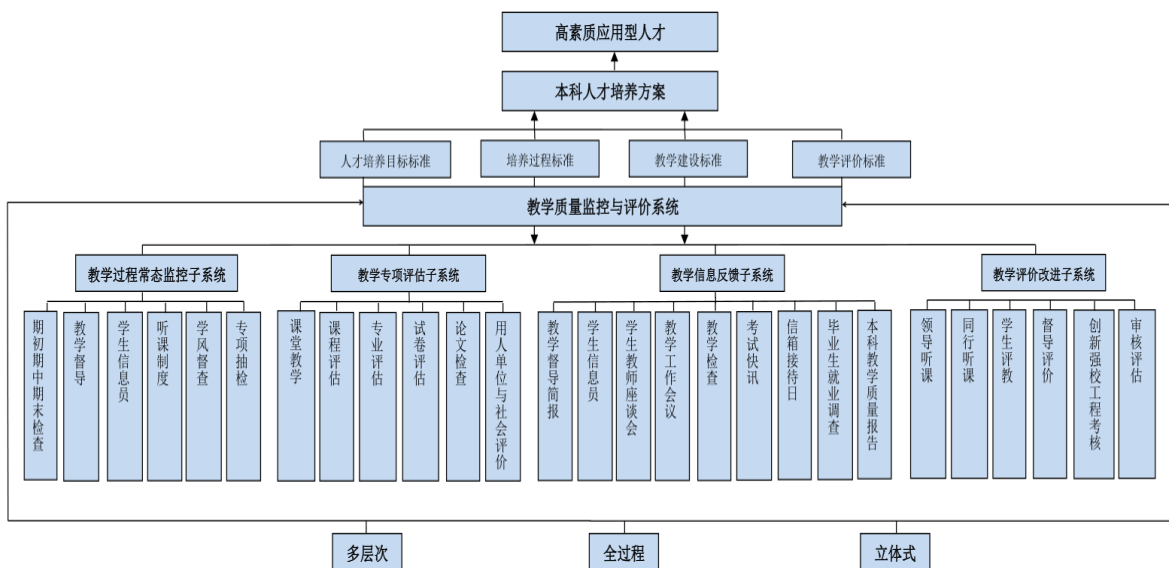 高素质应用型人才
本科人才培养方案
人才培养目标标准
培养过程标准
教学建设标准
教学评价标准
教学质量监控与评价系统
教学过程常态监控子系统
教学专项评估子系统
教学信息反馈子系统
教学评价改进子系统
期初期中期末检查
教学督导
学生信息员
听课制度
学风督查
专项抽检
课堂教学
课程评估
专业评估
试卷评估
论文检查
用人单位与社会评价
教学督导简报
学生信息员
学生教师座谈会
教学工作会议
教学检查
考试快讯
信箱接待日
毕业生就业调查
本科教学质量报告
领导听课
同行听课
学生评教
督导评价
创新强校工程考核
审核评估
多层次
全过程
立体式